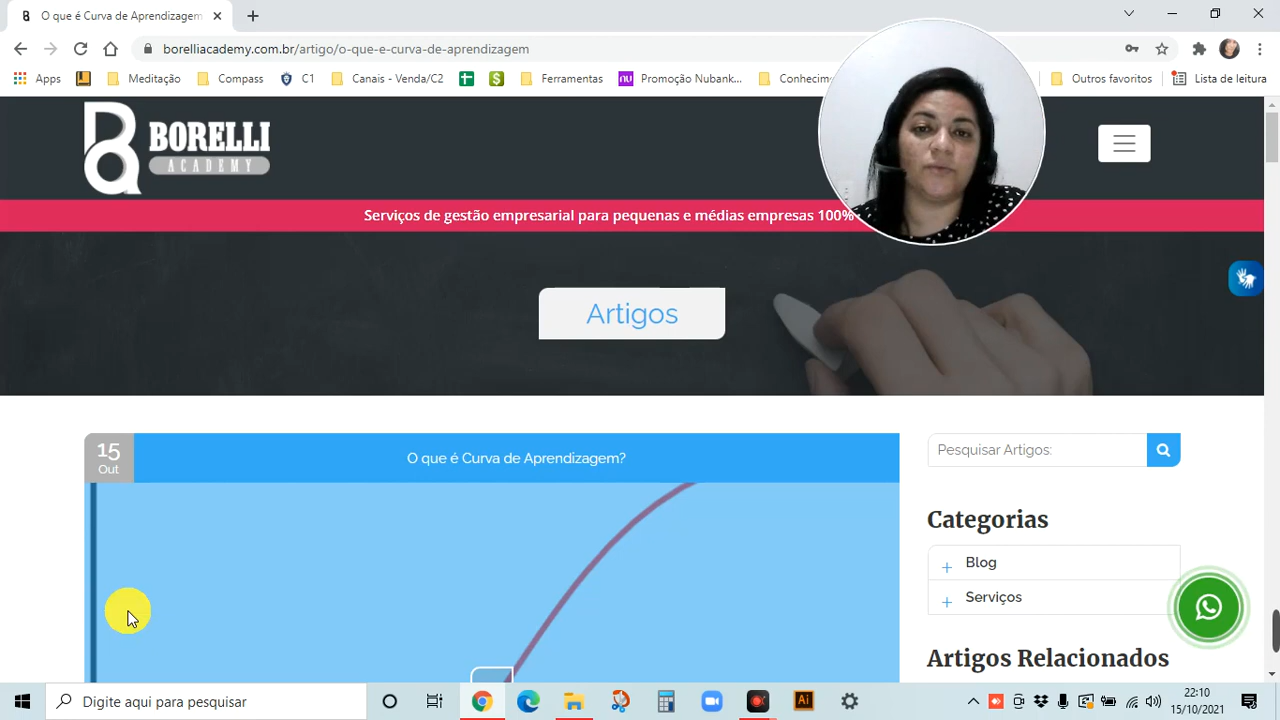 O que é Curva de Aprendizagem
borelliacademy.com.br/artigo/o-que-e-curva-de-aprendizagem
Apps
Meditação
Compass
C1
Canais - Venda/C2
Ferramentas
Promoção Nubank...
Conhecim
Outros favoritos
Lista de leitura
BORELLI
ACADEMY
Serviços de gestão empresarial para pequenas e médias empresas 100%
Artigos
15
Out
O que é Curva de Aprendizagem?
Pesquisar Artigos:
Categorias
Blog
Serviços
Artigos Relacionados
Digite aqui para pesquisar
22:10
15/10/2021